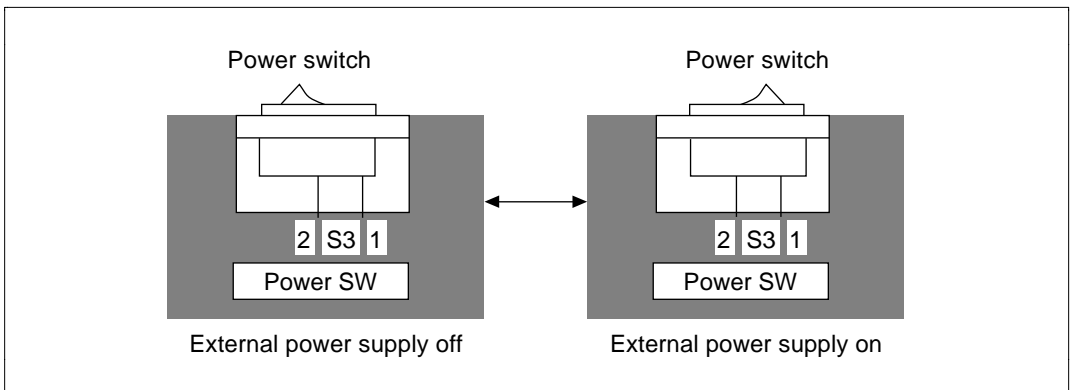 Power switch
2 S3 1
Power SW
External power supply off
Power switch
2 S3 1
Power SW
External power supply on